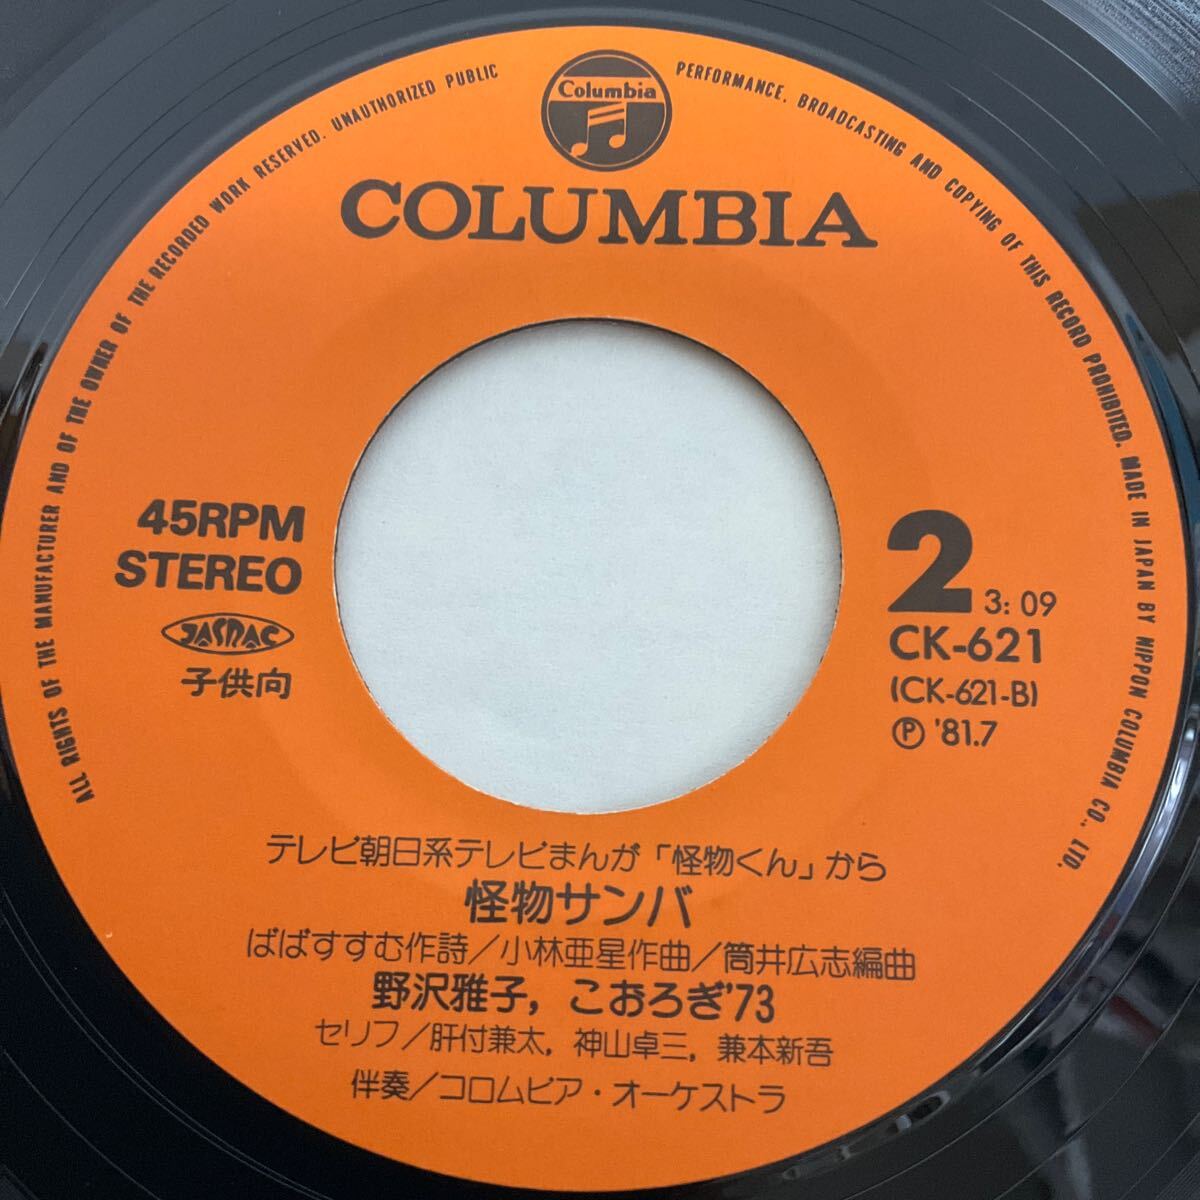 Columbia
COLUMBIA
ALL RIGHTS OF THE MANUFACTURER AND OF THE OWNER OF THE RECORDED WORK RESERVED. UNAUTHORIZED PUBLIC PERFORMANCE, BROADCASTING AND COPYING OF THIS RECORD PROHIBITED. MADE IN JAPAN BY NIPPON COLUMBIA CO., LTD.
45RPM
STEREO
JASRAC
子供向
2 3:09
CK-621
(CK-621-B)
Ⓟ '81.7
テレビ朝日系テレビまんが「怪物くん」から
怪物サンバ
ばばすすむ作詩/小林亜星作曲/筒井広志編曲
野沢雅子, こおろぎ'73
セリフ/肝付兼太, 神山卓三, 兼本新吾
伴奏/コロムビア・オーケストラ